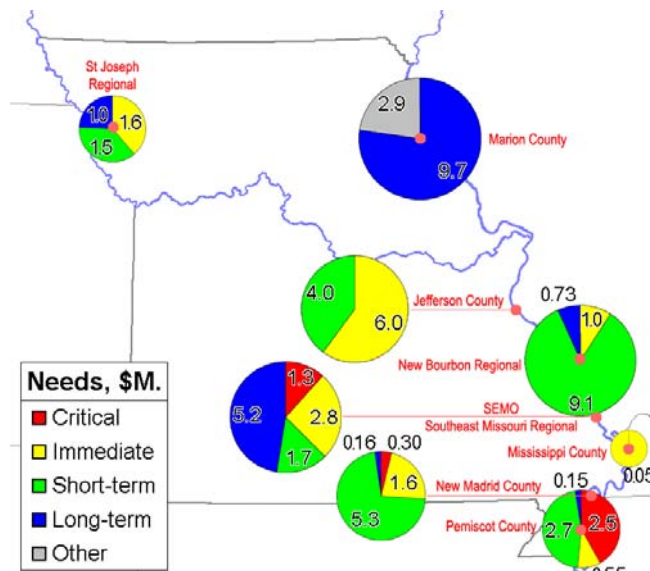 St Joseph
Regional
1.0
1.6
1.5
2.9
9.7
Marion County
4.0
6.0
Jefferson County
0.73
1.0
New Bourbon Regional
9.1
Needs, $M.
Critical
Immediate
Short-term
Long-term
Other
1.3
5.2
2.8
1.7
SEMO
Southeast Missouri Regional
Mississippi County
0.05
0.16
0.30
1.6
5.3
New Madrid County
0.15
Pemiscot County
2.7
2.5